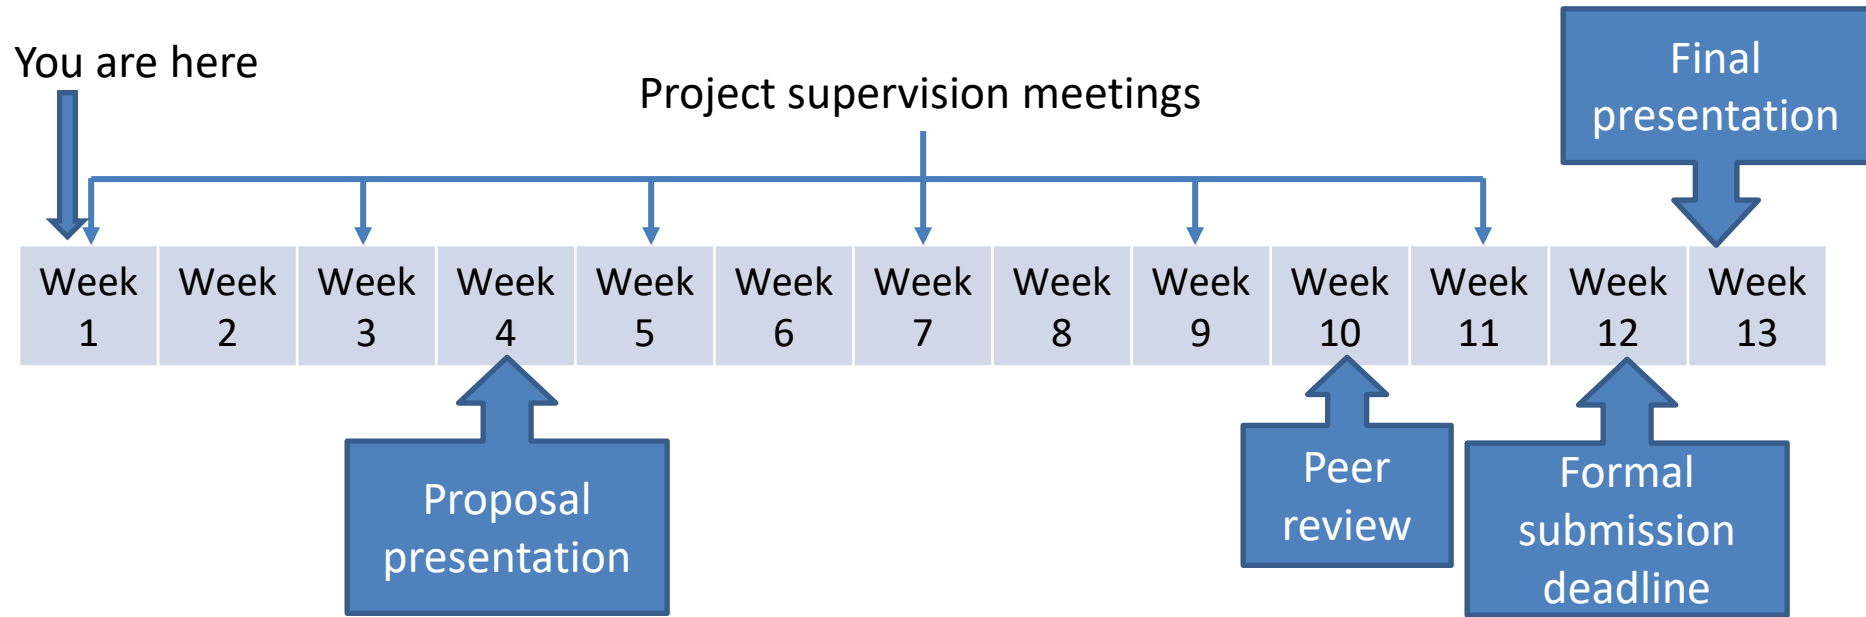 You are here
Project supervision meetings
Final
presentation
Week
1
Week
2
Week
3
Week
4
Week
5
Week
6
Week
7
Week
8
Week
9
Week
10
Week
11
Week
12
Week
13
Proposal
presentation
Peer
review
Formal
submission
deadline